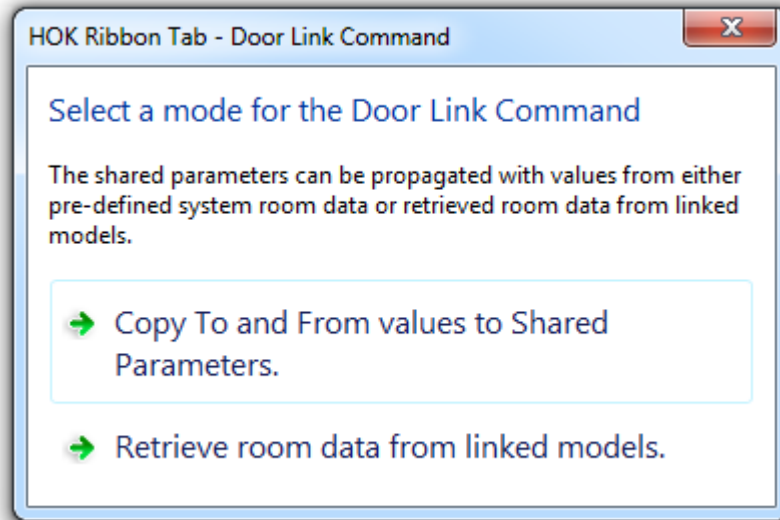 HOK Ribbon Tab - Door Link Command
Select a mode for the Door Link Command
The shared parameters can be propagated with values from either
pre-defined system room data or retrieved room data from linked
models.
Copy To and From values to Shared
Parameters.
Retrieve room data from linked models.